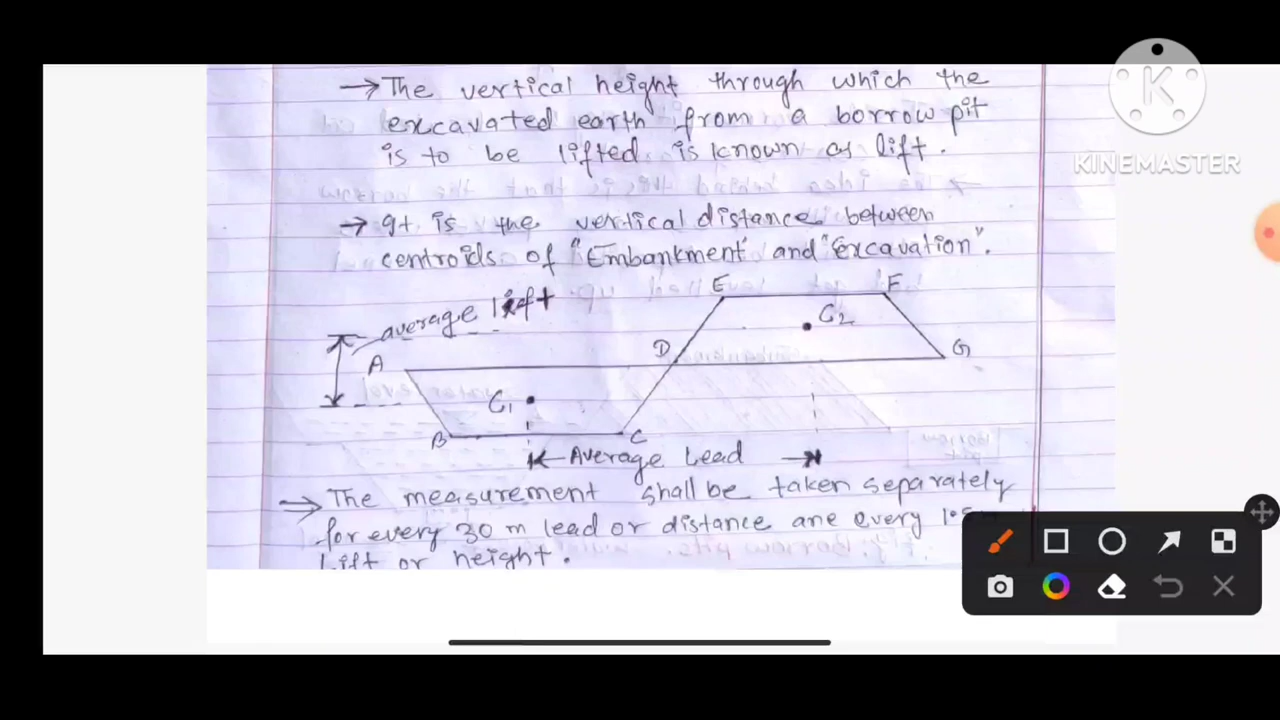 → The vertical height through which the
excavated earth from a borrow pit
is to be lifted is known as lift.
→ It is the vertical distance between
centroids of "Embankment" and "Excavation".
average lift
E
F
G2
D
G
A
G1
B
C
Average Lead
⇒ The measurement shall be taken separately
for every 30 m lead or distance ane every
Lift or height.
KINEMASTER